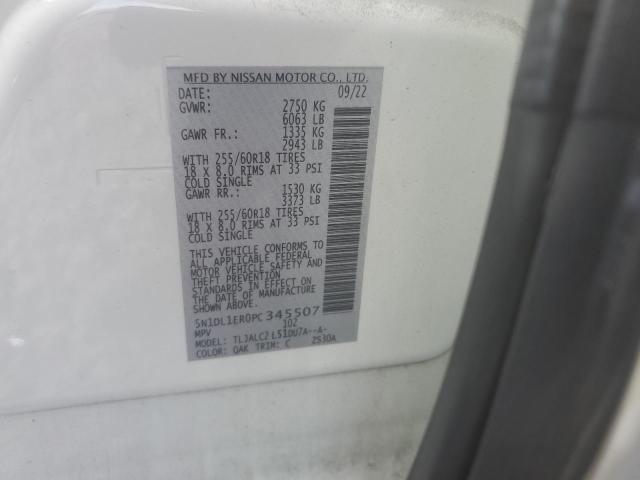 MFD BY NISSAN MOTOR CO., LTD.
DATE: 09/22
GVWR: 2750 KG
6063 LB
GAWR FR.: 1335 KG
2943 LB
WITH 255/60R18 TIRES
18 X 8.0 RIMS AT 33 PSI
COLD SINGLE
GAWR RR.: 1530 KG
3373 LB
WITH 255/60R18 TIRES
18 X 8.0 RIMS AT 33 PSI
COLD SINGLE
THIS VEHICLE CONFORMS TO
ALL APPLICABLE FEDERAL
MOTOR VEHICLE SAFETY AND
THEFT PREVENTION
STANDARDS IN EFFECT ON
THE DATE OF MANUFACTURE
SHOWN ABOVE.
5N1DL1ER0PC345507
MPV 102
MODEL:
COLOR: QAK TRIM: C 2530A